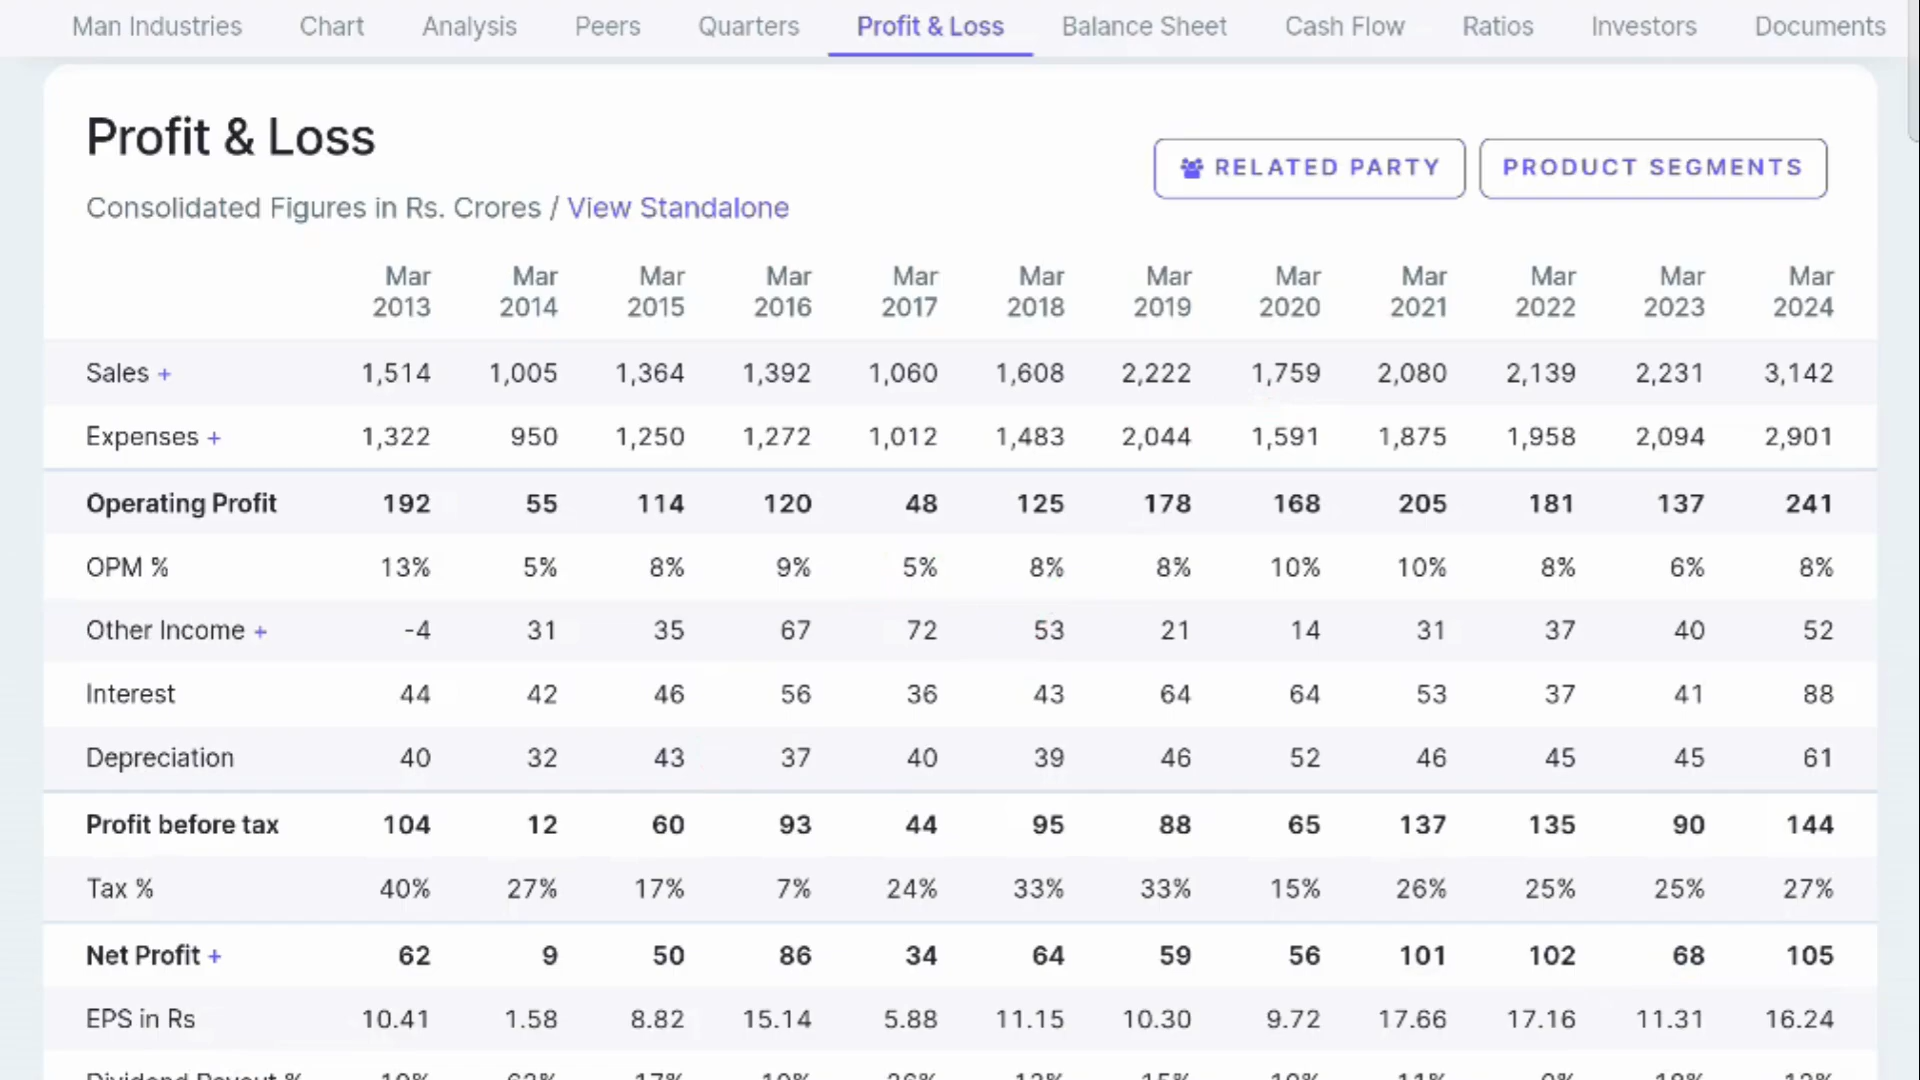 Man Industries Chart Analysis Peers Quarters Profit & Loss Balance Sheet Cash Flow Ratios Investors Documents
Profit & Loss
RELATED PARTY PRODUCT SEGMENTS
Consolidated Figures in Rs. Crores / View Standalone
Mar Mar Mar Mar Mar Mar Mar Mar Mar Mar Mar Mar
2013 2014 2015 2016 2017 2018 2019 2020 2021 2022 2023 2024
Sales + 1,514 1,005 1,364 1,392 1,060 1,608 2,222 1,759 2,080 2,139 2,231 3,142
Expenses + 1,322 950 1,250 1,272 1,012 1,483 2,044 1,591 1,875 1,958 2,094 2,901
Operating Profit 192 55 114 120 48 125 178 168 205 181 137 241
OPM % 13% 5% 8% 9% 5% 8% 8% 10% 10% 8% 6% 8%
Other Income + -4 31 35 67 72 53 21 14 31 37 40 52
Interest 44 42 46 56 36 43 64 64 53 37 41 88
Depreciation 40 32 43 37 40 39 46 52 46 45 45 61
Profit before tax 104 12 60 93 44 95 88 65 137 135 90 144
Tax % 40% 27% 17% 7% 24% 33% 33% 15% 26% 25% 25% 27%
Net Profit + 62 9 50 86 34 64 59 56 101 102 68 105
EPS in Rs 10.41 1.58 8.82 15.14 5.88 11.15 10.30 9.72 17.66 17.16 11.31 16.24
Dividend Payout %